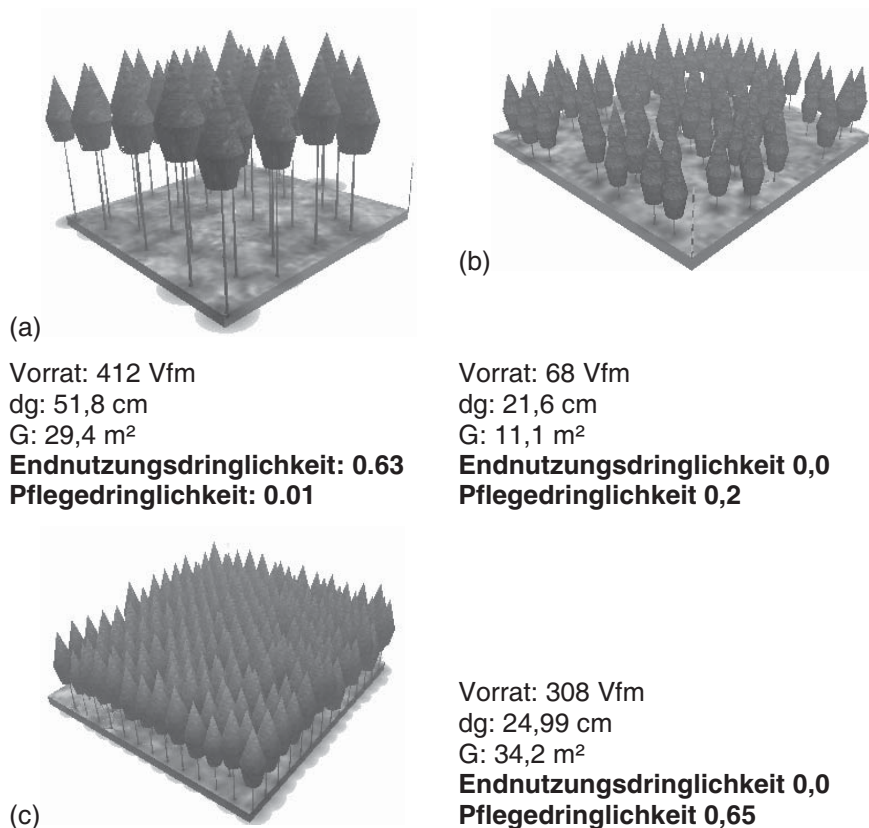 (a)
Vorrat: 412 Vfm
dg: 51,8 cm
G: 29,4 m²
Endnutzungsdringlichkeit: 0.63
Pflegedringlichkeit: 0.01
(b)
Vorrat: 68 Vfm
dg: 21,6 cm
G: 11,1 m²
Endnutzungsdringlichkeit 0,0
Pflegedringlichkeit 0,2
(c)
Vorrat: 308 Vfm
dg: 24,99 cm
G: 34,2 m²
Endnutzungsdringlichkeit 0,0
Pflegedringlichkeit 0,65